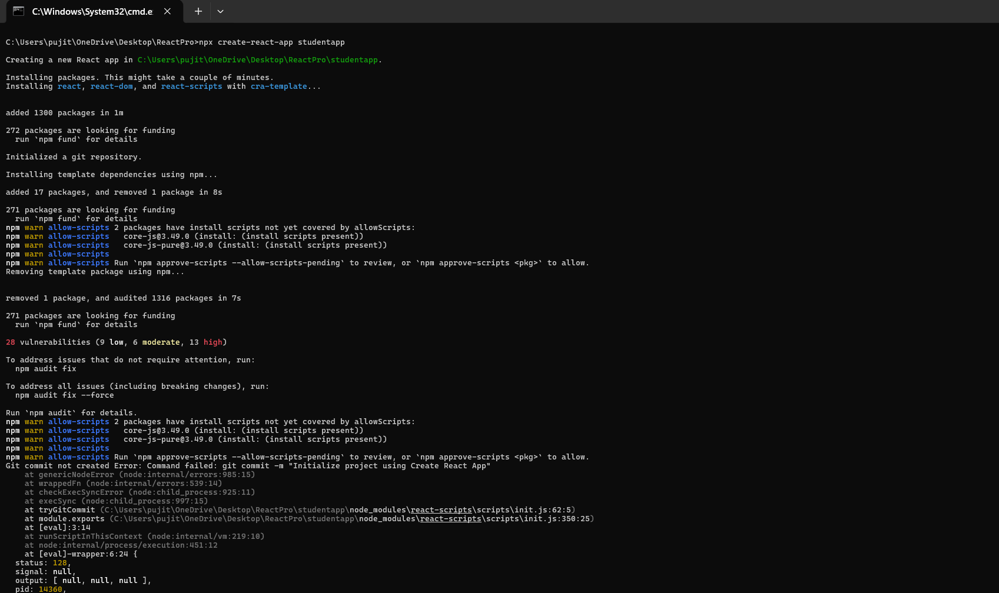 C:\Windows\System32\cmd.e
C:\Users\pujit\OneDrive\Desktop\ReactPro>npx create-react-app studentapp
Creating a new React app in C:\Users\pujit\OneDrive\Desktop\ReactPro\studentapp.
Installing packages. This might take a couple of minutes.
Installing react, react-dom, and react-scripts with cra-template...
added 1300 packages in 1m
272 packages are looking for funding
  run `npm fund` for details
Initialized a git repository.
Installing template dependencies using npm...
added 17 packages, and removed 1 package in 8s
271 packages are looking for funding
  run `npm fund` for details
npm warn allow-scripts 2 packages have install scripts not yet covered by allowScripts:
npm warn allow-scripts   core-js@3.49.0 (install: (install scripts present))
npm warn allow-scripts   core-js-pure@3.49.0 (install: (install scripts present))
npm warn allow-scripts
npm warn allow-scripts Run `npm approve-scripts --allow-scripts-pending` to review, or `npm approve-scripts <pkg>` to allow.
Removing template package using npm...
removed 1 package, and audited 1316 packages in 7s
271 packages are looking for funding
  run `npm fund` for details
28 vulnerabilities (9 low, 6 moderate, 13 high)
To address issues that do not require attention, run:
  npm audit fix
To address all issues (including breaking changes), run:
  npm audit fix --force
Run `npm audit` for details.
npm warn allow-scripts 2 packages have install scripts not yet covered by allowScripts:
npm warn allow-scripts   core-js@3.49.0 (install: (install scripts present))
npm warn allow-scripts   core-js-pure@3.49.0 (install: (install scripts present))
npm warn allow-scripts
npm warn allow-scripts Run `npm approve-scripts --allow-scripts-pending` to review, or `npm approve-scripts <pkg>` to allow.
Git commit not created Error: Command failed: git commit -m "Initialize project using Create React App"
    at genericNodeError (node:internal/errors:985:15)
    at wrappedFn (node:internal/errors:539:14)
    at checkExecSyncError (node:child_process:925:11)
    at execSync (node:child_process:997:15)
    at tryGitCommit (C:\Users\pujit\OneDrive\Desktop\ReactPro\studentapp\node_modules\react-scripts\scripts\init.js:62:5)
    at module.exports (C:\Users\pujit\OneDrive\Desktop\ReactPro\studentapp\node_modules\react-scripts\scripts\init.js:350:25)
    at [eval]:3:14
    at runScriptInThisContext (node:internal/vm:219:10)
    at node:internal/process/execution:451:12
    at [eval]-wrapper:6:24 {
  status: 128,
  signal: null,
  output: [ null, null, null ],
  pid: 14360,